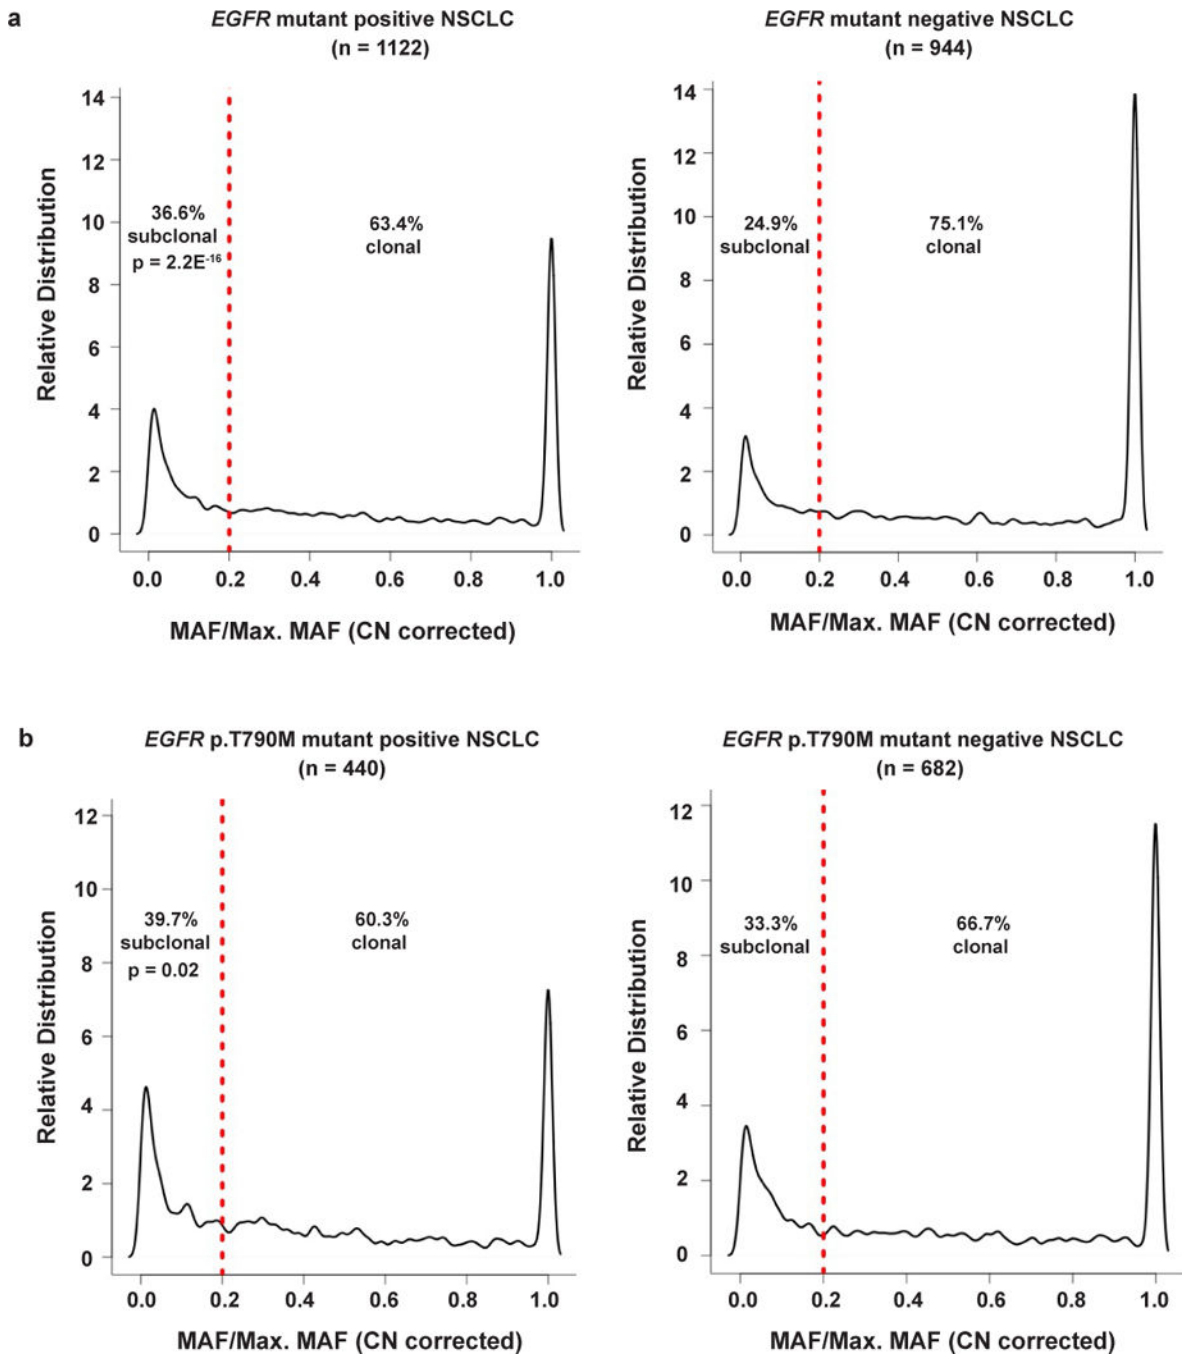 a
EGFR mutant positive NSCLC
(n = 1122)
14
12
10
8
6
4
2
0
Relative Distribution
36.6%
subclonal
p = 2.2E-16
63.4%
clonal
0.0 0.2 0.4 0.6 0.8 1.0
MAF/Max. MAF (CN corrected)
EGFR mutant negative NSCLC
(n = 944)
14
12
10
8
6
4
2
0
Relative Distribution
24.9%
subclonal
75.1%
clonal
0.0 0.2 0.4 0.6 0.8 1.0
MAF/Max. MAF (CN corrected)
b
EGFR p.T790M mutant positive NSCLC
(n = 440)
12
10
8
6
4
2
0
Relative Distribution
39.7%
subclonal
p = 0.02
60.3%
clonal
0.0 0.2 0.4 0.6 0.8 1.0
MAF/Max. MAF (CN corrected)
EGFR p.T790M mutant negative NSCLC
(n = 682)
12
10
8
6
4
2
0
Relative Distribution
33.3%
subclonal
66.7%
clonal
0.0 0.2 0.4 0.6 0.8 1.0
MAF/Max. MAF (CN corrected)